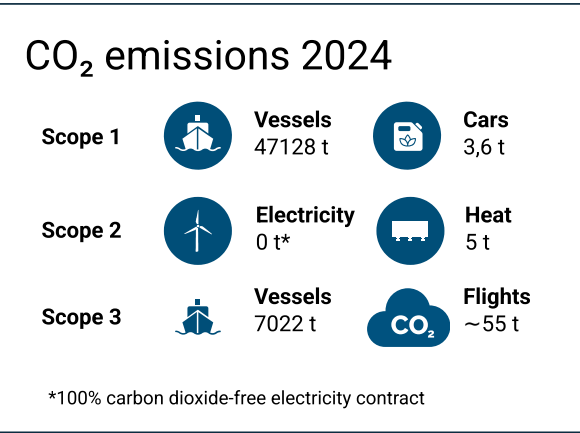 CO₂ emissions 2024
Scope 1
Vessels
47128 t
Cars
3,6 t
Scope 2
Electricity
0 t*
Heat
5 t
Scope 3
Vessels
7022 t
CO₂
Flights
~55 t
*100% carbon dioxide-free electricity contract